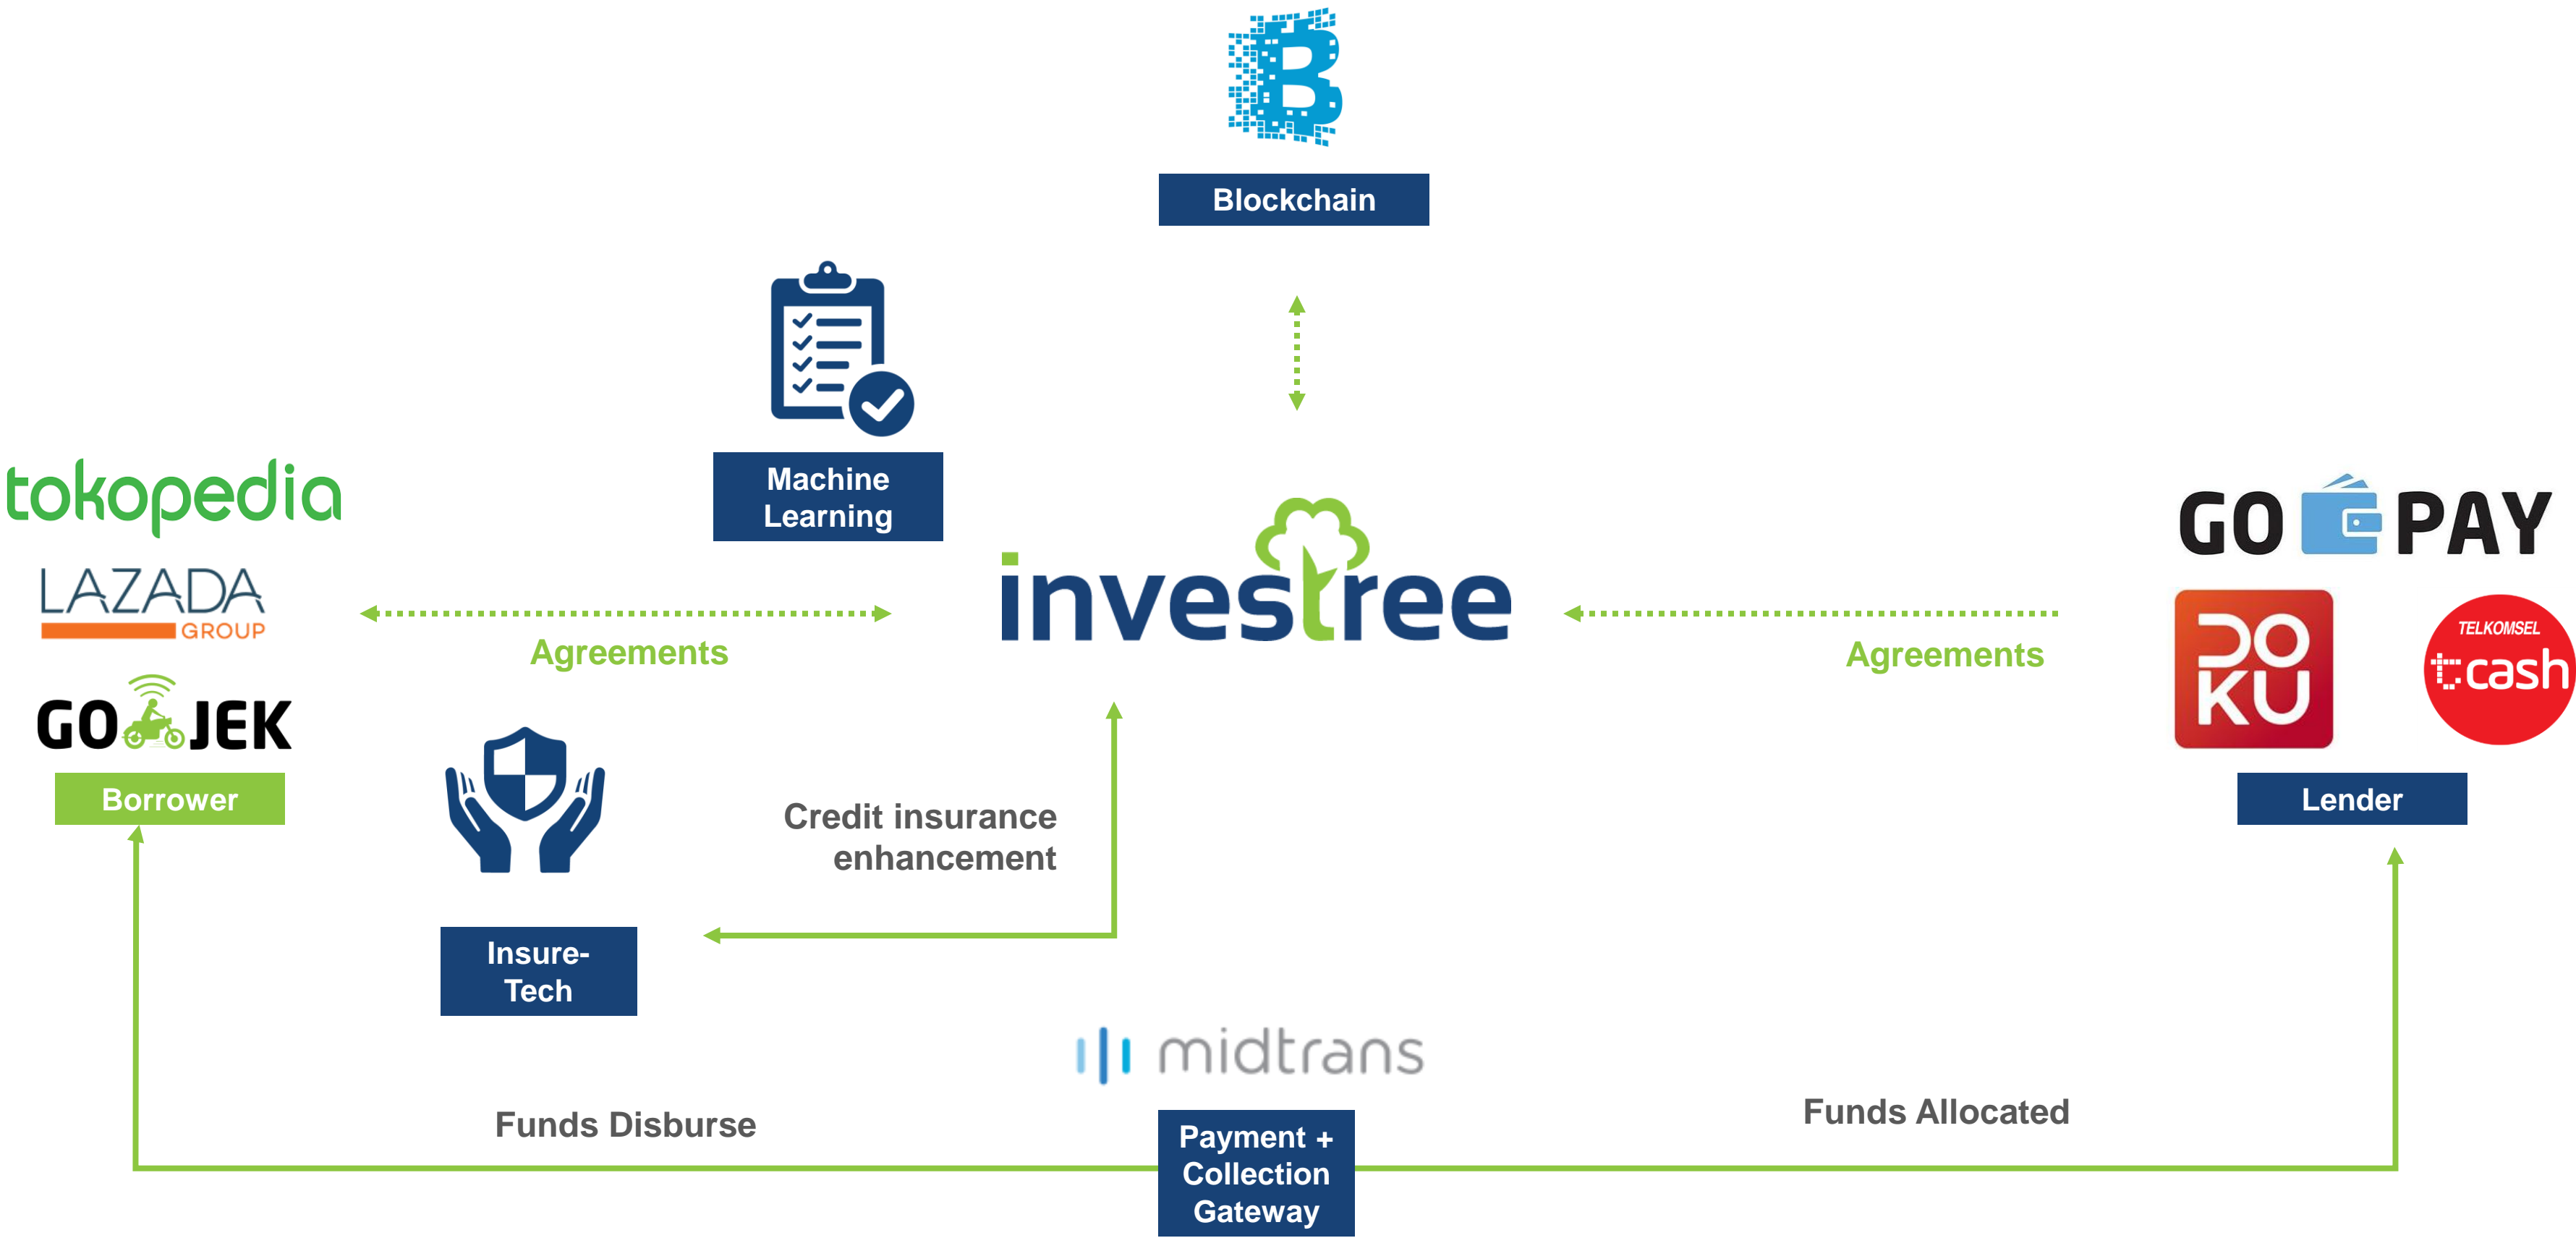 Blockchain
Machine
Learning
tokopedia
LAZADA
GROUP
GO JEK
Borrower
Agreements
investree
Agreements
GO PAY
DO
KU
TELKOMSEL
tcash
Lender
Credit insurance
enhancement
Insure-
Tech
midtrans
Funds Disburse
Payment +
Collection
Gateway
Funds Allocated